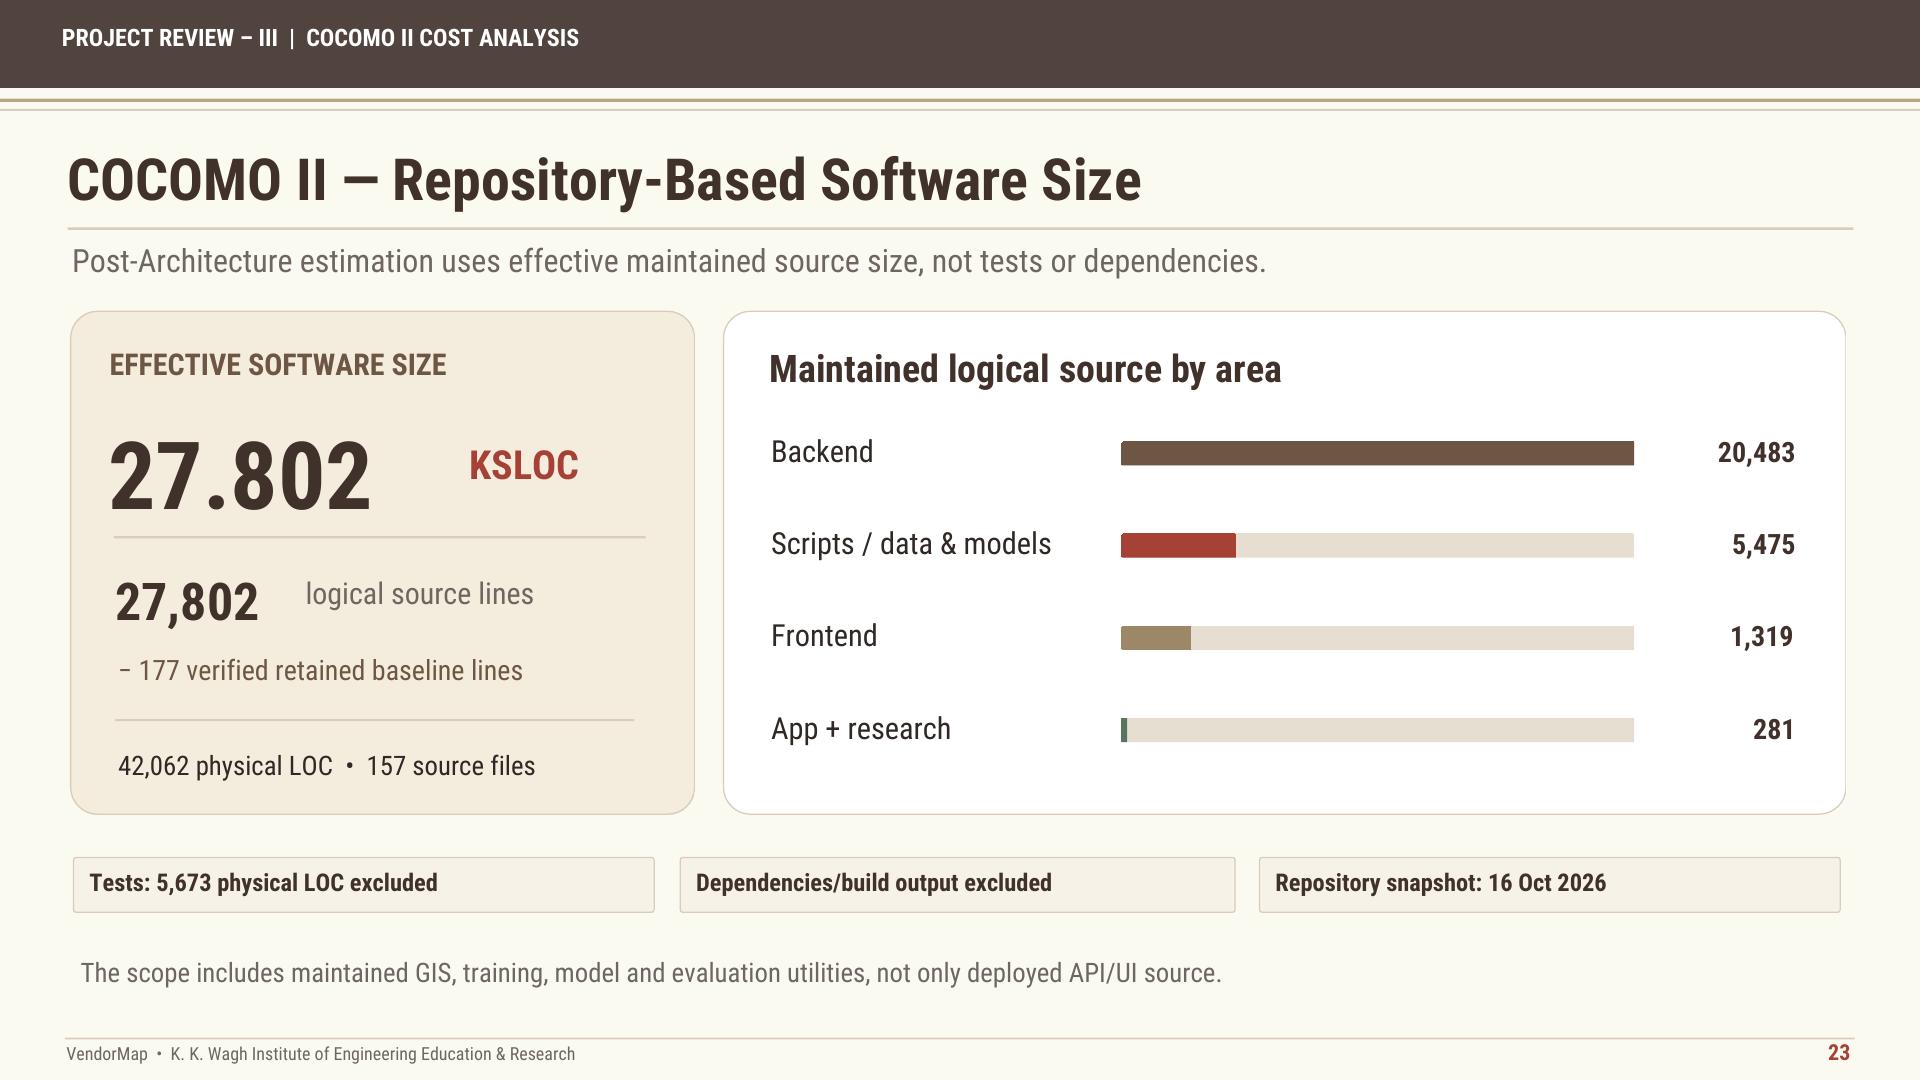 PROJECT REVIEW – III | COCOMO II COST ANALYSIS
COCOMO II — Repository-Based Software Size
Post-Architecture estimation uses effective maintained source size, not tests or dependencies.
EFFECTIVE SOFTWARE SIZE
27.802 KSLOC
27,802 logical source lines
− 177 verified retained baseline lines
42,062 physical LOC • 157 source files
Maintained logical source by area
Backend 20,483
Scripts / data & models 5,475
Frontend 1,319
App + research 281
Tests: 5,673 physical LOC excluded
Dependencies/build output excluded
Repository snapshot: 16 Oct 2026
The scope includes maintained GIS, training, model and evaluation utilities, not only deployed API/UI source.
VendorMap • K. K. Wagh Institute of Engineering Education & Research
23